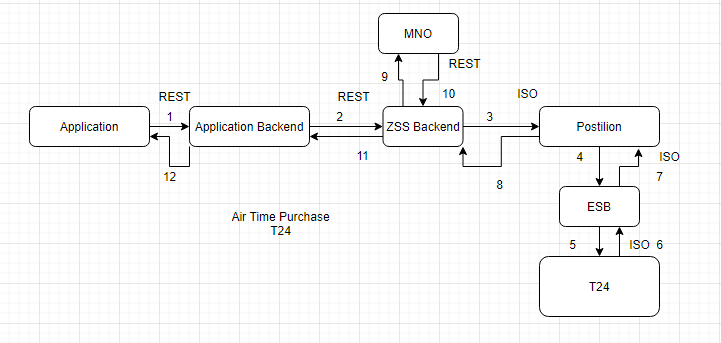 MNO
9
REST
10
REST
REST
ISO
Application
1
Application Backend
2
ZSS Backend
3
Postilion
12
11
8
4
ISO
7
ESB
Air Time Purchase
T24
5
ISO 6
T24